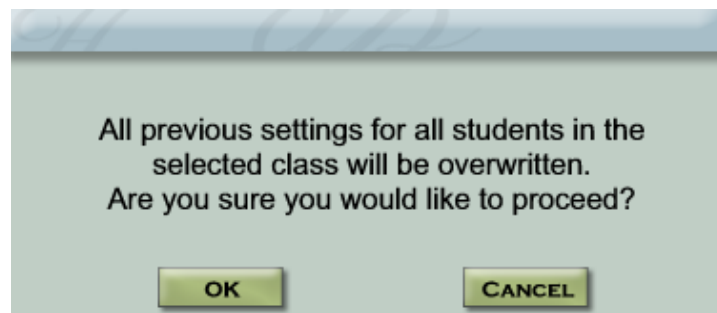 All previous settings for all students in the
selected class will be overwritten.
Are you sure you would like to proceed?
OK
CANCEL